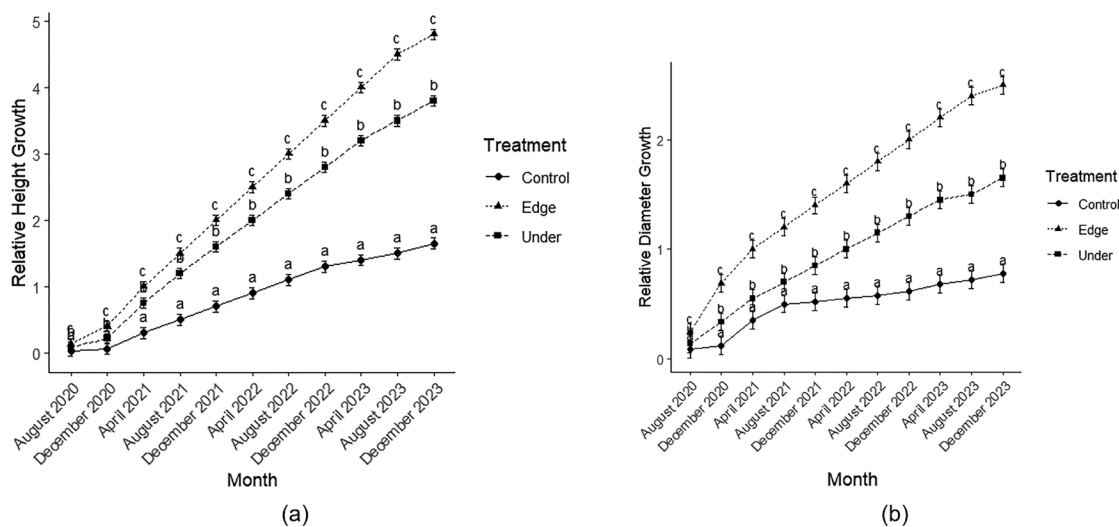 5
4
3
2
1
0
Relative Height Growth
c c c c c c c c c c c
b b b b b b b b b
a a a a a a a a a
August 2020
December 2020
April 2021
August 2021
December 2021
April 2022
August 2022
December 2022
April 2023
August 2023
December 2023
Month
Treatment
Control
Edge
Under
(a)
2
1
0
Relative Diameter Growth
c c c c c c c c c c c
b b b b b b b b b b
a a a a a a a a a a
August 2020
December 2020
April 2021
August 2021
December 2021
April 2022
August 2022
December 2022
April 2023
August 2023
December 2023
Month
Treatment
Control
Edge
Under
(b)